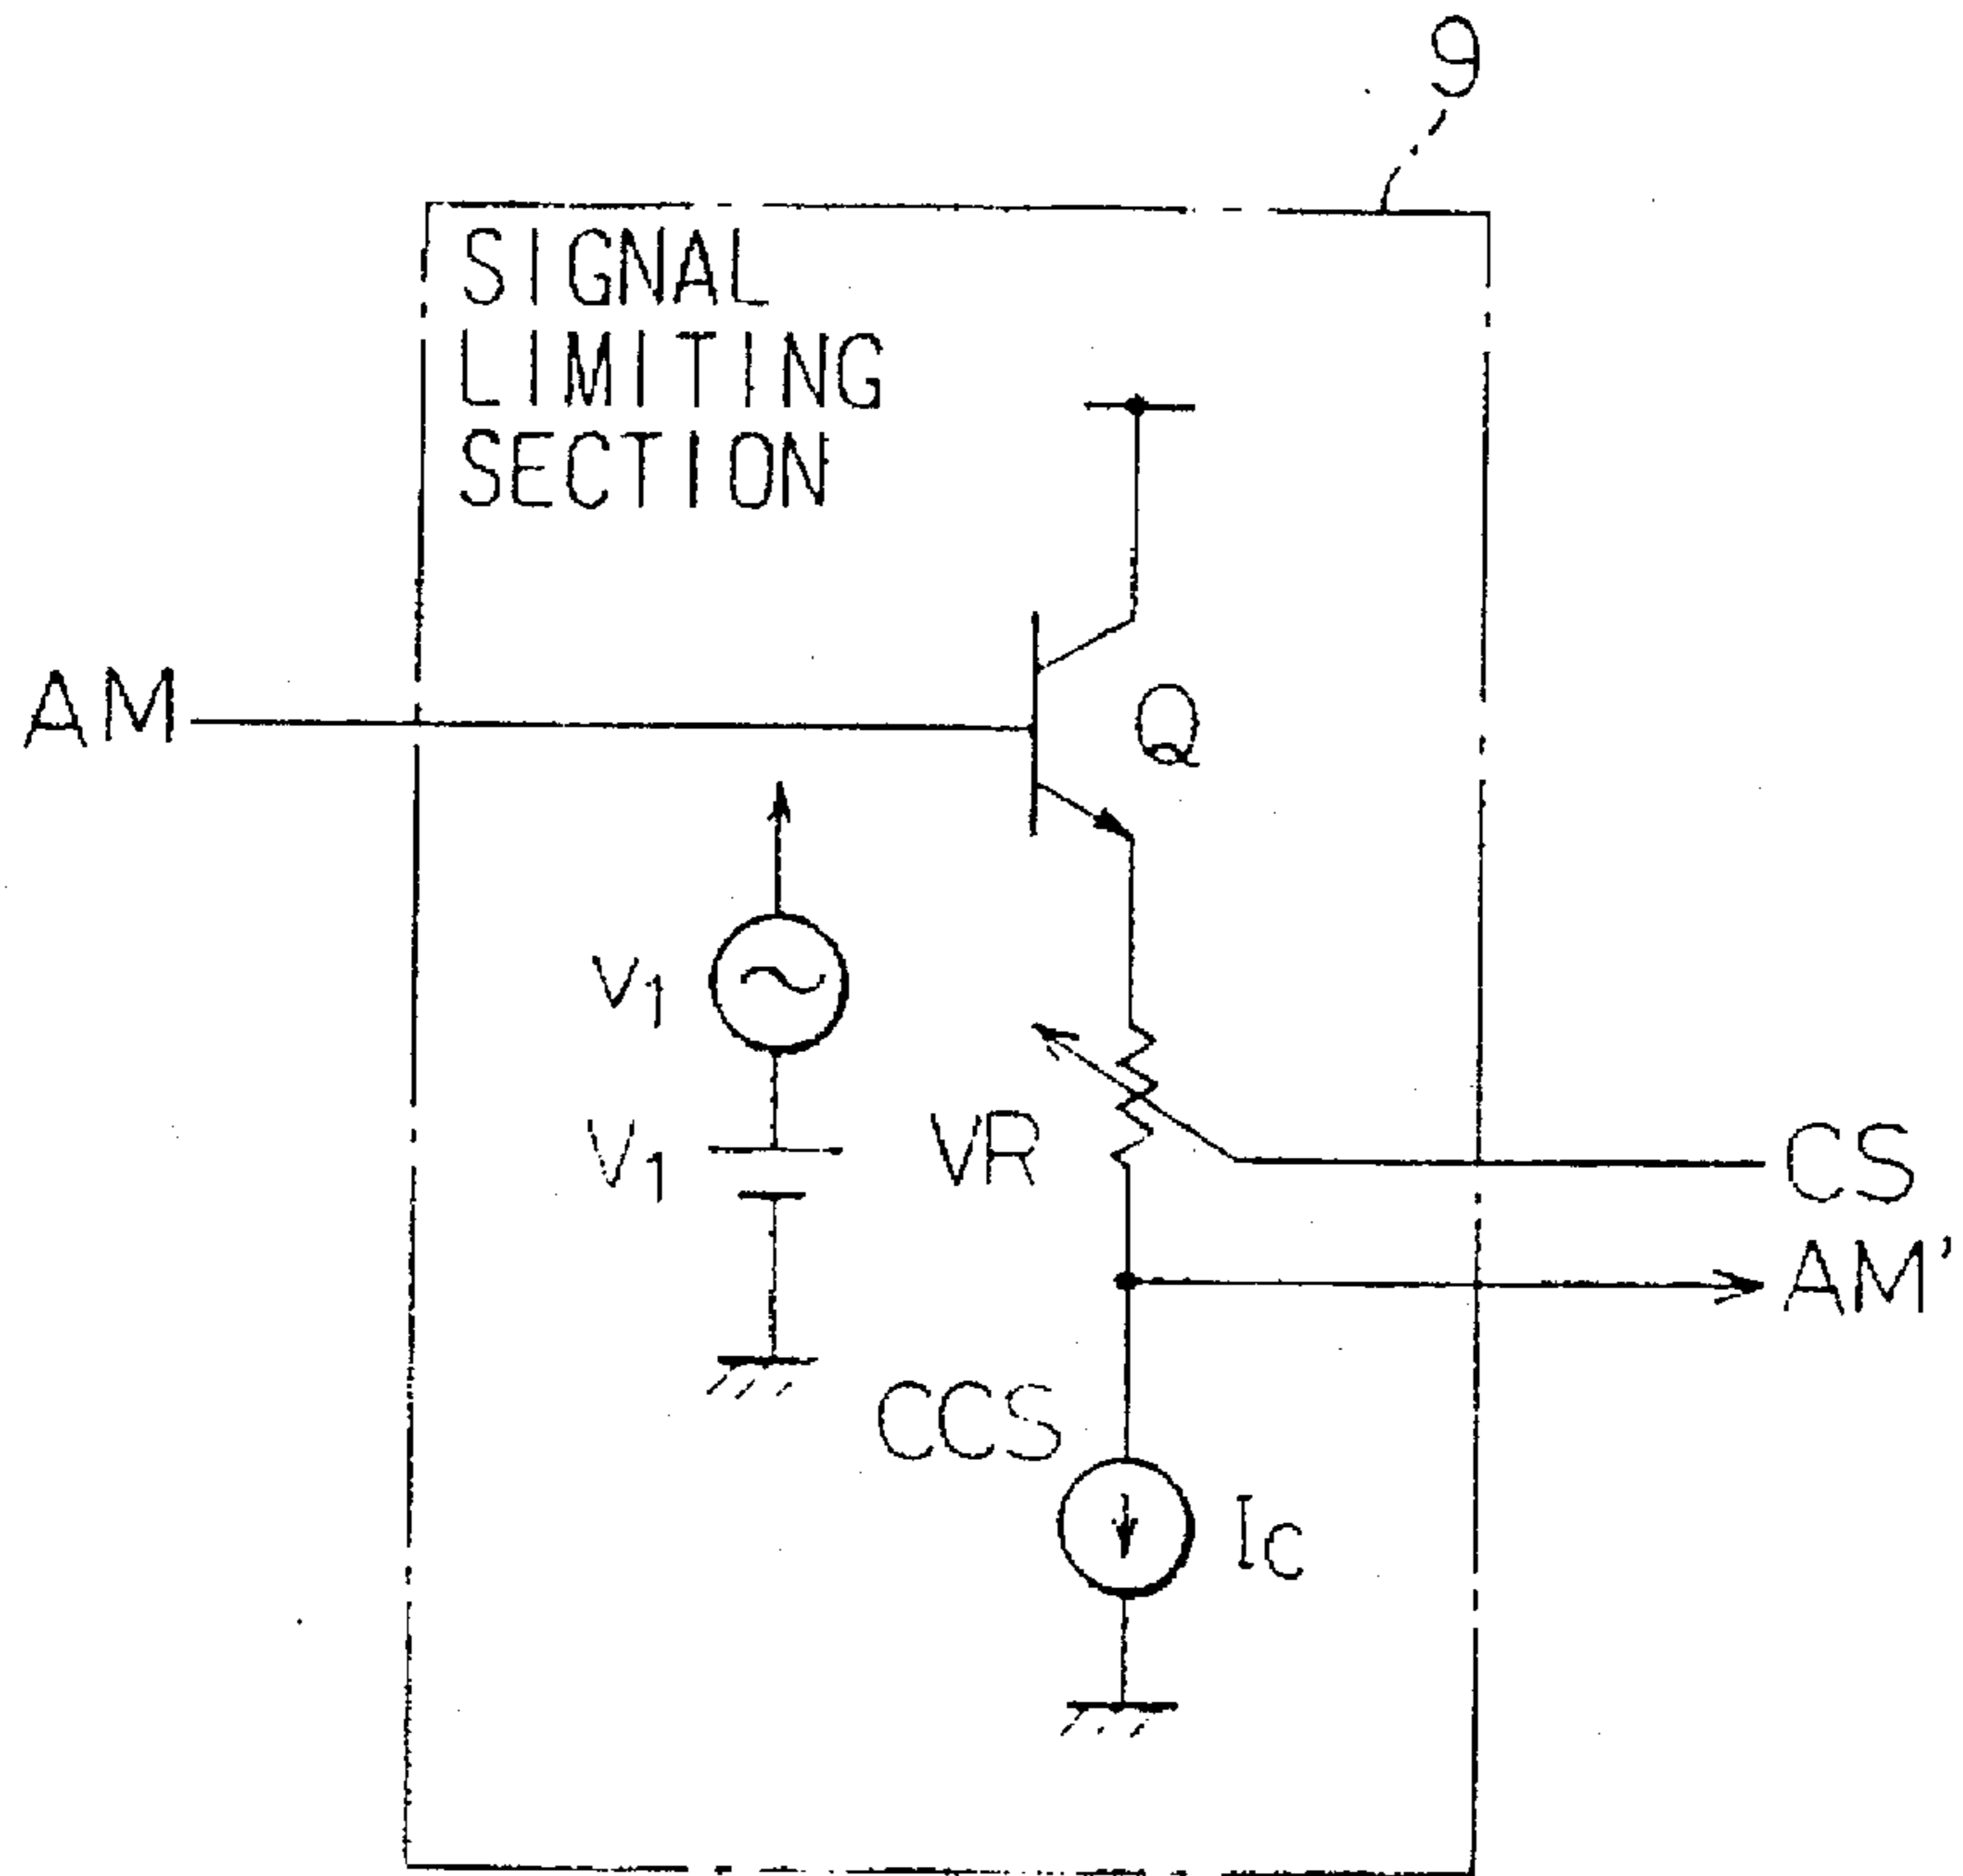 9
SIGNAL
LIMITING
SECTION
AM
Q
v1
V1
VR
CS
AM'
CCS
Ic